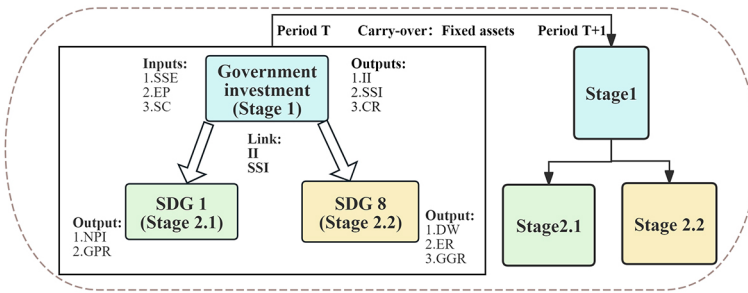 Period T Carry-over: Fixed assets Period T+1
Inputs:
1.SSE
2.EP
3.SC
Government
investment
(Stage 1)
Outputs:
1.II
2.SSI
3.CR
Link:
II
SSI
SDG 1
(Stage 2.1)
SDG 8
(Stage 2.2)
Output:
1.NPI
2.GPR
Output:
1.DW
2.ER
3.GGR
Stage1
Stage2.1
Stage 2.2